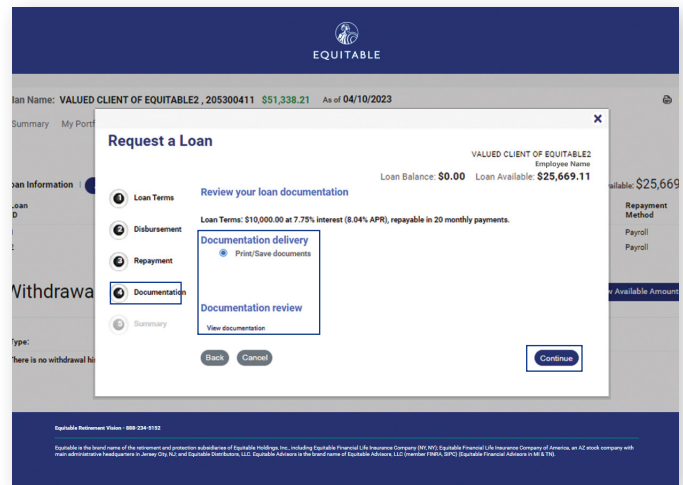 EQUITABLE
lan Name: VALUED CLIENT OF EQUITABLE2 , 205300411 $51,338.21 As of 04/10/2023
Summary My Portf
X
Request a Loan
VALUED CLIENT OF EQUITABLE2
Employee Name
Loan Balance: $0.00 Loan Available: $25,669.11
oan Information
ailable: $25,669
Loan
ID
Repayment
Method
Payroll
Payroll
1 Loan Terms
2 Disbursement
3 Repayment
4 Documentation
5 Summary
Review your loan documentation
Loan Terms: $10,000.00 at 7.75% interest (8.04% APR), repayable in 20 monthly payments.
Documentation delivery
Print/Save documents
Documentation review
View documentation
Back Cancel Continue
Withdrawa
w Available Amount
Type:
There is no withdrawal his
Equitable Retirement Vision - 888-234-5152
Equitable is the brand name of the retirement and protection subsidiaries of Equitable Holdings, Inc., including Equitable Financial Life Insurance Company (NY, NY); Equitable Financial Life Insurance Company of America, an AZ stock company with
main administrative headquarters in Jersey City, NJ; and Equitable Distributors, LLC. Equitable Advisors is the brand name of Equitable Advisors, LLC (member FINRA, SIPC) (Equitable Financial Advisors in MI & TN).